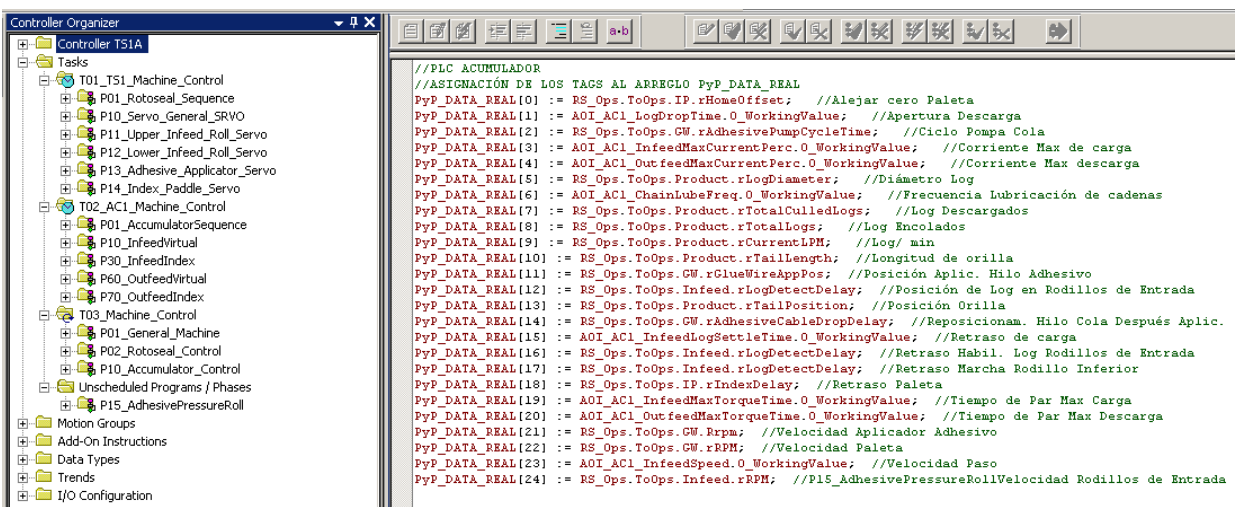 Controller Organizer
Controller TS1A
Tasks
T01_TS1_Machine_Control
P01_Rotoseal_Sequence
P10_Servo_General_SRVO
P11_Upper_Infeed_Roll_Servo
P12_Lower_Infeed_Roll_Servo
P13_Adhesive_Applicator_Servo
P14_Index_Paddle_Servo
T02_AC1_Machine_Control
P01_AccumulatorSequence
P10_InfeedVirtual
P30_InfeedIndex
P60_OutfeedVirtual
P70_OutfeedIndex
T03_Machine_Control
P01_General_Machine
P02_Rotoseal_Control
P10_Accumulator_Control
Unscheduled Programs / Phases
P15_AdhesivePressureRoll
Motion Groups
Add-On Instructions
Data Types
Trends
I/O Configuration
a•b
//PLC ACUMULADOR
//ASIGNACIÓN DE LOS TAGS AL ARREGLO PyP_DATA_REAL
PyP_DATA_REAL[0] := RS_Ops.ToOps.IP.rHomeOffset; //Alejar cero Paleta
PyP_DATA_REAL[1] := AOI_AC1_LogDropTime.O_WorkingValue; //Apertura Descarga
PyP_DATA_REAL[2] := RS_Ops.ToOps.GW.rAdhesivePumpCycleTime; //Ciclo Pompa Cola
PyP_DATA_REAL[3] := AOI_AC1_InfeedMaxCurrentPerc.O_WorkingValue; //Corriente Max de carga
PyP_DATA_REAL[4] := AOI_AC1_OutfeedMaxCurrentPerc.O_WorkingValue; //Corriente Max descarga
PyP_DATA_REAL[5] := RS_Ops.ToOps.Product.rLogDiameter; //Diámetro Log
PyP_DATA_REAL[6] := AOI_AC1_ChainLubeFreq.O_WorkingValue; //Frecuencia Lubricación de cadenas
PyP_DATA_REAL[7] := RS_Ops.ToOps.Product.rTotalCulledLogs; //Log Descargados
PyP_DATA_REAL[8] := RS_Ops.ToOps.Product.rTotalLogs; //Log Encolados
PyP_DATA_REAL[9] := RS_Ops.ToOps.Product.rCurrentLPM; //Log/ min
PyP_DATA_REAL[10] := RS_Ops.ToOps.Product.rTailLength; //Longitud de orilla
PyP_DATA_REAL[11] := RS_Ops.ToOps.GW.rGlueWireAppPos; //Posición Aplic. Hilo Adhesivo
PyP_DATA_REAL[12] := RS_Ops.ToOps.Infeed.rLogDetectDelay; //Posición de Log en Rodillos de Entrada
PyP_DATA_REAL[13] := RS_Ops.ToOps.Product.rTailPosition; //Posición Orilla
PyP_DATA_REAL[14] := RS_Ops.ToOps.GW.rAdhesiveCableDropDelay; //Reposicionam. Hilo Cola Después Aplic.
PyP_DATA_REAL[15] := AOI_AC1_InfeedLogSettleTime.O_WorkingValue; //Retraso de carga
PyP_DATA_REAL[16] := RS_Ops.ToOps.Infeed.rLogDetectDelay; //Retraso Habil. Log Rodillos de Entrada
PyP_DATA_REAL[17] := RS_Ops.ToOps.Infeed.rLogDetectDelay; //Retraso Marcha Rodillo Inferior
PyP_DATA_REAL[18] := RS_Ops.ToOps.IP.rIndexDelay; //Retraso Paleta
PyP_DATA_REAL[19] := AOI_AC1_InfeedMaxTorqueTime.O_WorkingValue; //Tiempo de Par Max Carga
PyP_DATA_REAL[20] := AOI_AC1_OutfeedMaxTorqueTime.O_WorkingValue; //Tiempo de Par Max Descarga
PyP_DATA_REAL[21] := RS_Ops.ToOps.GW.Rrpm; //Velocidad Aplicador Adhesivo
PyP_DATA_REAL[22] := RS_Ops.ToOps.GW.rRPM; //Velocidad Paleta
PyP_DATA_REAL[23] := AOI_AC1_InfeedSpeed.O_WorkingValue; //Velocidad Paso
PyP_DATA_REAL[24] := RS_Ops.ToOps.Infeed.rRPM; //P15_AdhesivePressureRollVelocidad Rodillos de Entrada